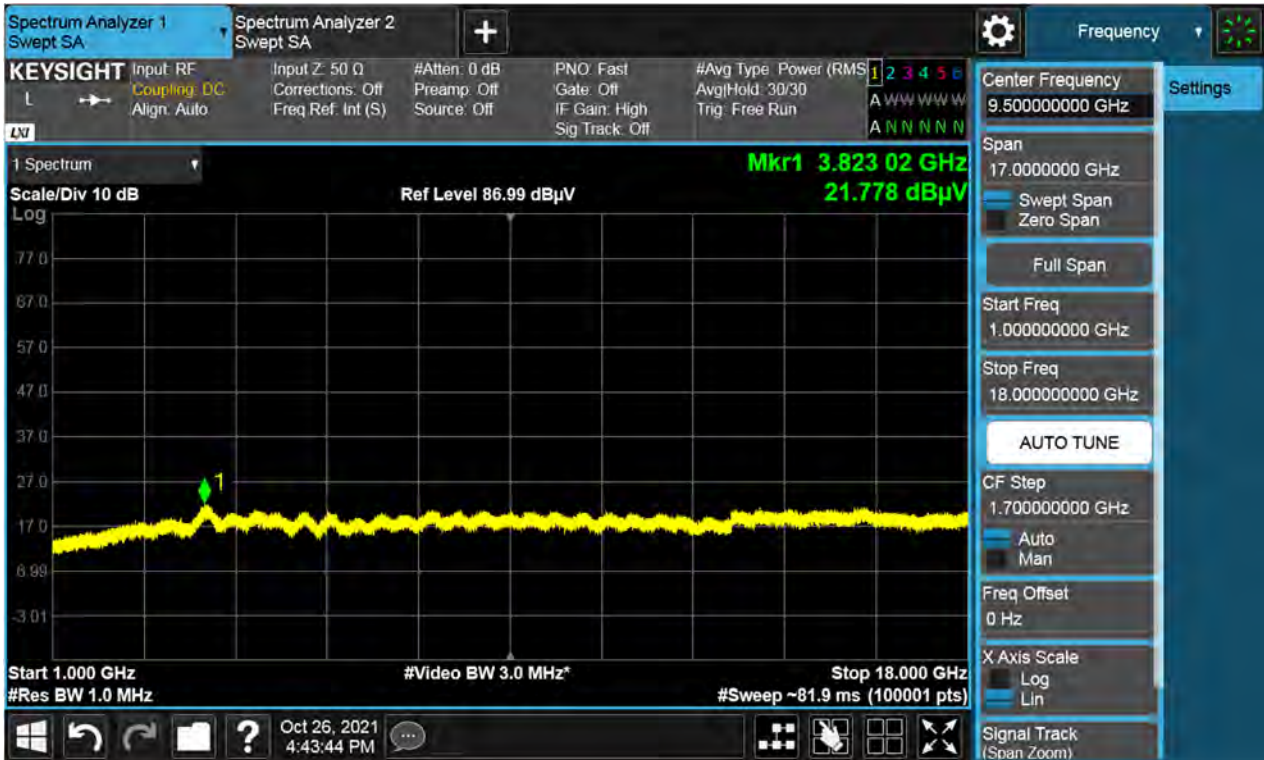 Spectrum Analyzer 1
Swept SA
Spectrum Analyzer 2
Swept SA
+
Frequency
KEYSIGHT
L
LXI
Input: RF
Coupling: DC
Align: Auto
Input Z: 50 Ω
Corrections: Off
Freq Ref: Int (S)
#Atten: 0 dB
Preamp: Off
Source: Off
PNO: Fast
Gate: Off
IF Gain: High
Sig Track: Off
#Avg Type: Power (RMS
Avg|Hold: 30/30
Trig: Free Run
1 2 3 4 5 6
A W W W W W
A N N N N N
1 Spectrum
Scale/Div 10 dB
Ref Level 86.99 dBµV
Mkr1 3.823 02 GHz
21.778 dBµV
Log
77.0
67.0
57.0
47.0
37.0
27.0
17.0
6.99
-3.01
1
Start 1.000 GHz
#Video BW 3.0 MHz*
Stop 18.000 GHz
#Res BW 1.0 MHz
#Sweep ~81.9 ms (100001 pts)
Oct 26, 2021
4:43:44 PM
?
Center Frequency
9.500000000 GHz
Settings
Span
17.0000000 GHz
Swept Span
Zero Span
Full Span
Start Freq
1.000000000 GHz
Stop Freq
18.000000000 GHz
AUTO TUNE
CF Step
1.700000000 GHz
Auto
Man
Freq Offset
0 Hz
X Axis Scale
Log
Lin
Signal Track
(Span Zoom)